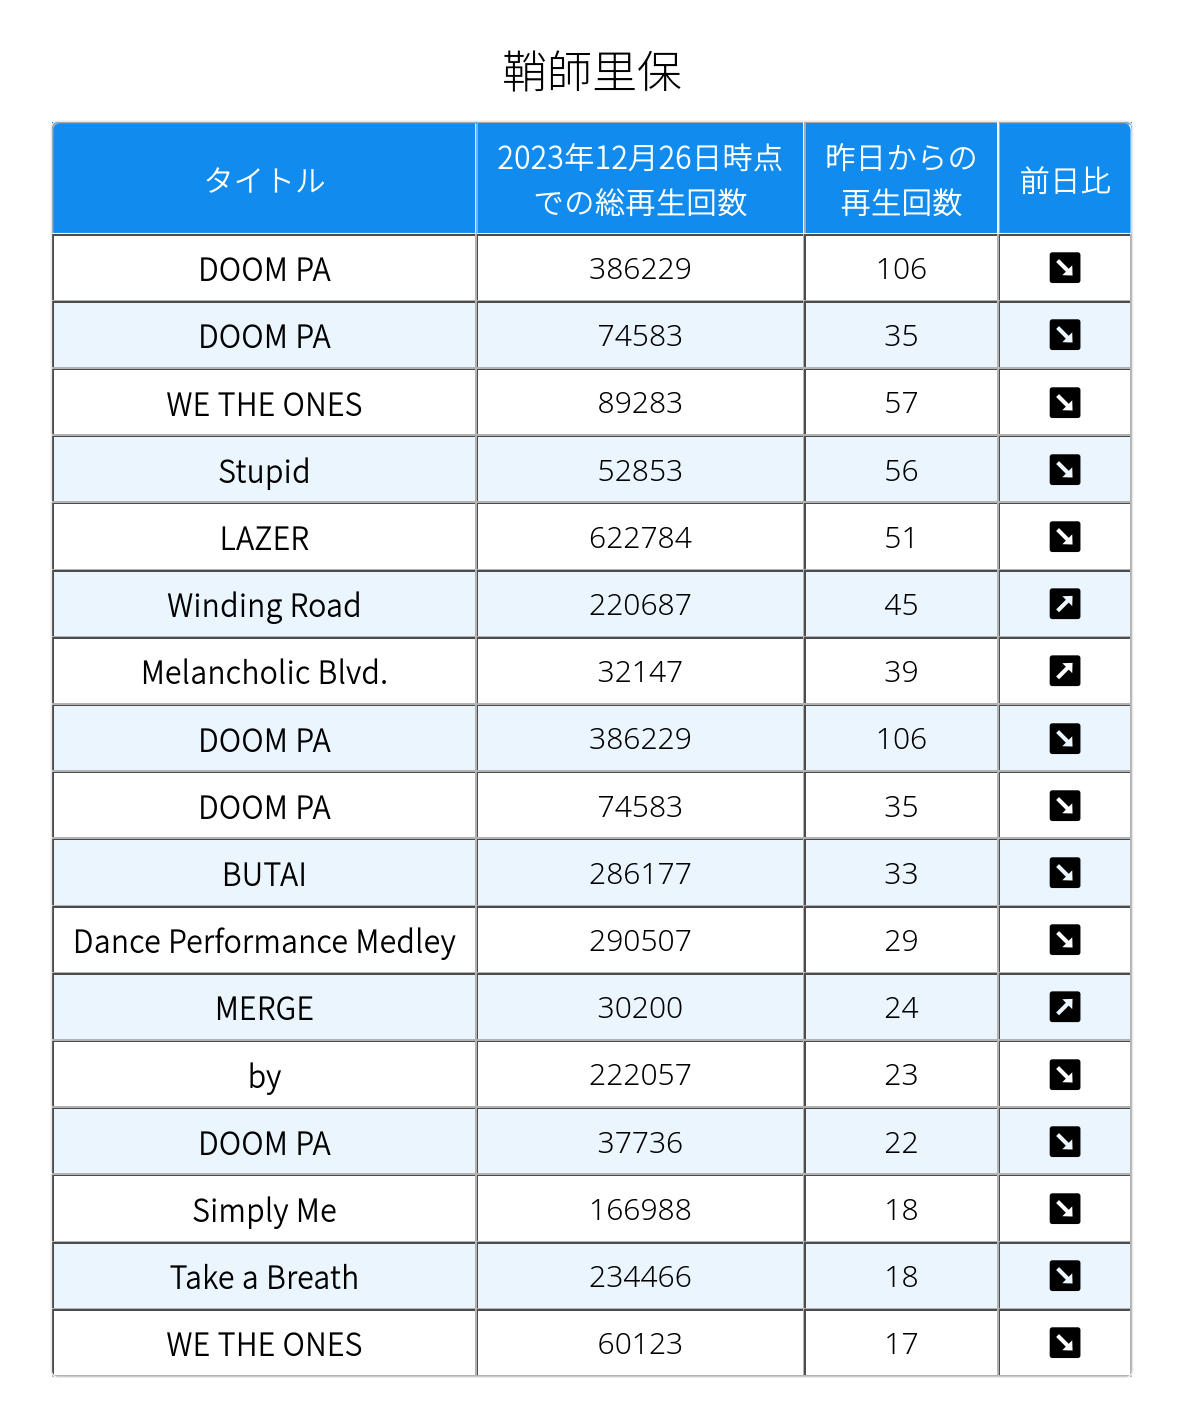 鞘師里保
タイトル
2023年12月26日時点
での総再生回数
昨日からの
再生回数
前日比
DOOM PA 386229 106 ↘
DOOM PA 74583 35 ↘
WE THE ONES 89283 57 ↘
Stupid 52853 56 ↘
LAZER 622784 51 ↘
Winding Road 220687 45 ↗
Melancholic Blvd. 32147 39 ↗
DOOM PA 386229 106 ↘
DOOM PA 74583 35 ↘
BUTAI 286177 33 ↘
Dance Performance Medley 290507 29 ↘
MERGE 30200 24 ↗
by 222057 23 ↘
DOOM PA 37736 22 ↘
Simply Me 166988 18 ↘
Take a Breath 234466 18 ↘
WE THE ONES 60123 17 ↘